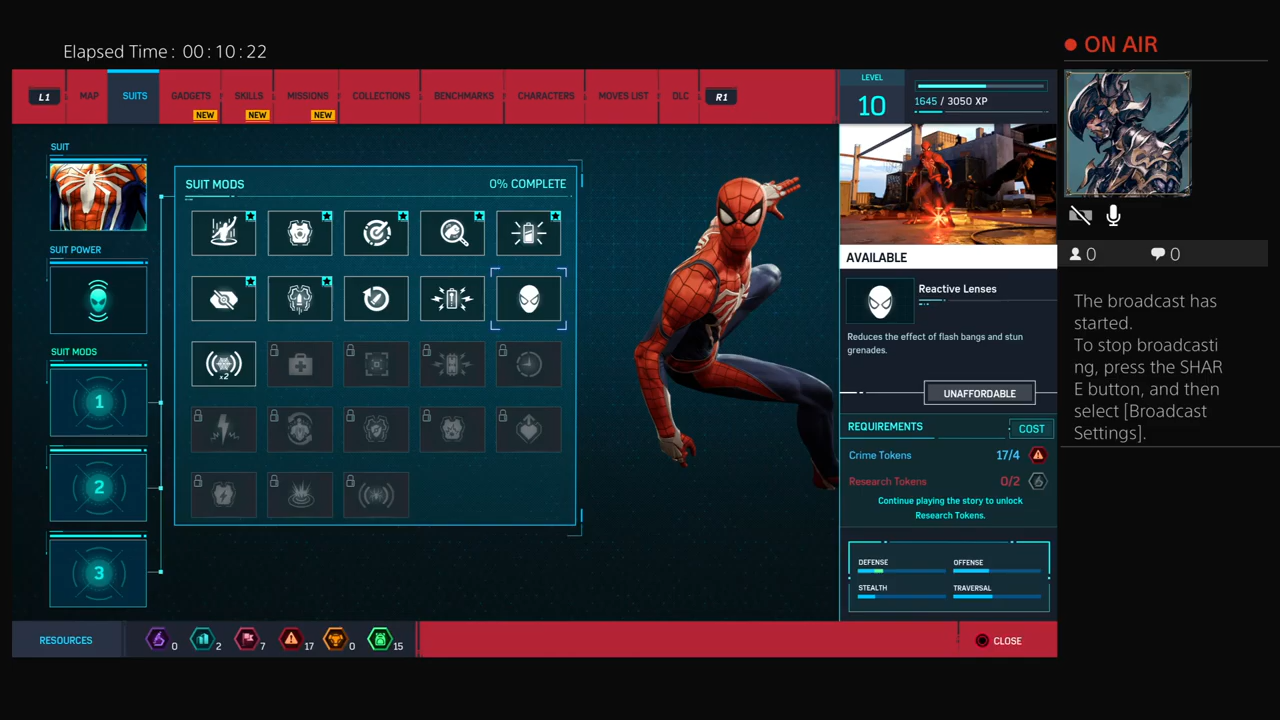 Elapsed Time: 00:10:22
ON AIR
L1 MAP SUITS GADGETS SKILLS MISSIONS COLLECTIONS BENCHMARKS CHARACTERS MOVES LIST DLC R1
NEW NEW NEW
LEVEL
10
1645 / 3050 XP
SUIT
SUIT POWER
SUIT MODS
1
2
3
SUIT MODS 0% COMPLETE
x2
AVAILABLE
Reactive Lenses
Reduces the effect of flash bangs and stun
grenades.
UNAFFORDABLE
REQUIREMENTS COST
Crime Tokens 17/4
Research Tokens 0/2
Continue playing the story to unlock
Research Tokens.
DEFENSE OFFENSE
STEALTH TRAVERSAL
0 0
The broadcast has
started.
To stop broadcasti
ng, press the SHAR
E button, and then
select [Broadcast
Settings].
RESOURCES 0 2 7 17 0 15
CLOSE